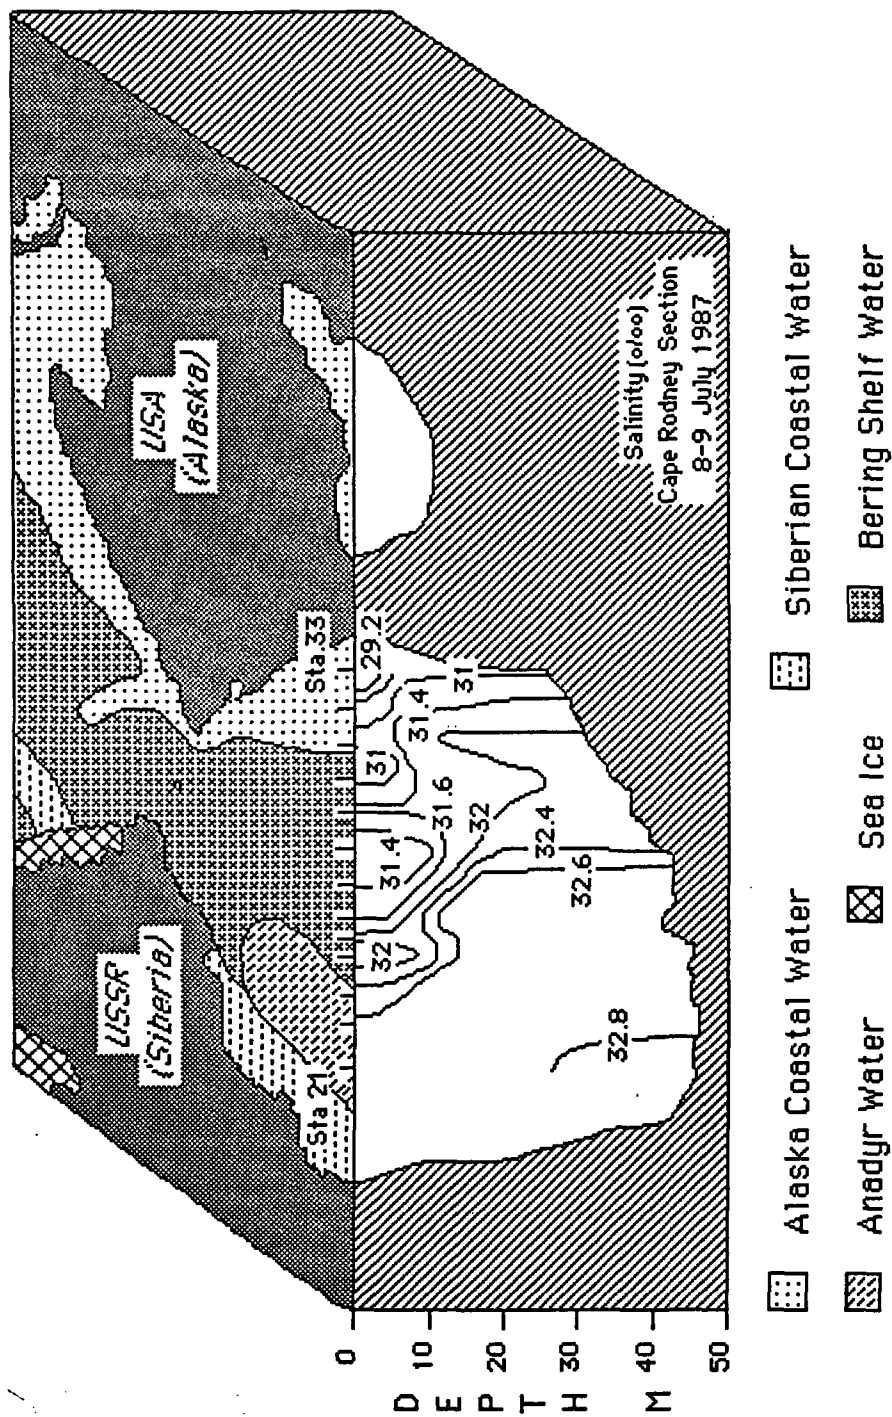 USSR
(Siberia)
USA
(Alaska)
Sta 21
Sta 33
0
10
20
30
40
50
DEPTH M
32
31.4
31.6
31
29.2
31
31.4
32
32.4
32.6
32.8
Salinity (o/oo)
Cape Rodney Section
8-9 July 1987
Alaska Coastal Water
Siberian Coastal Water
Anadyr Water
Sea Ice
Bering Shelf Water